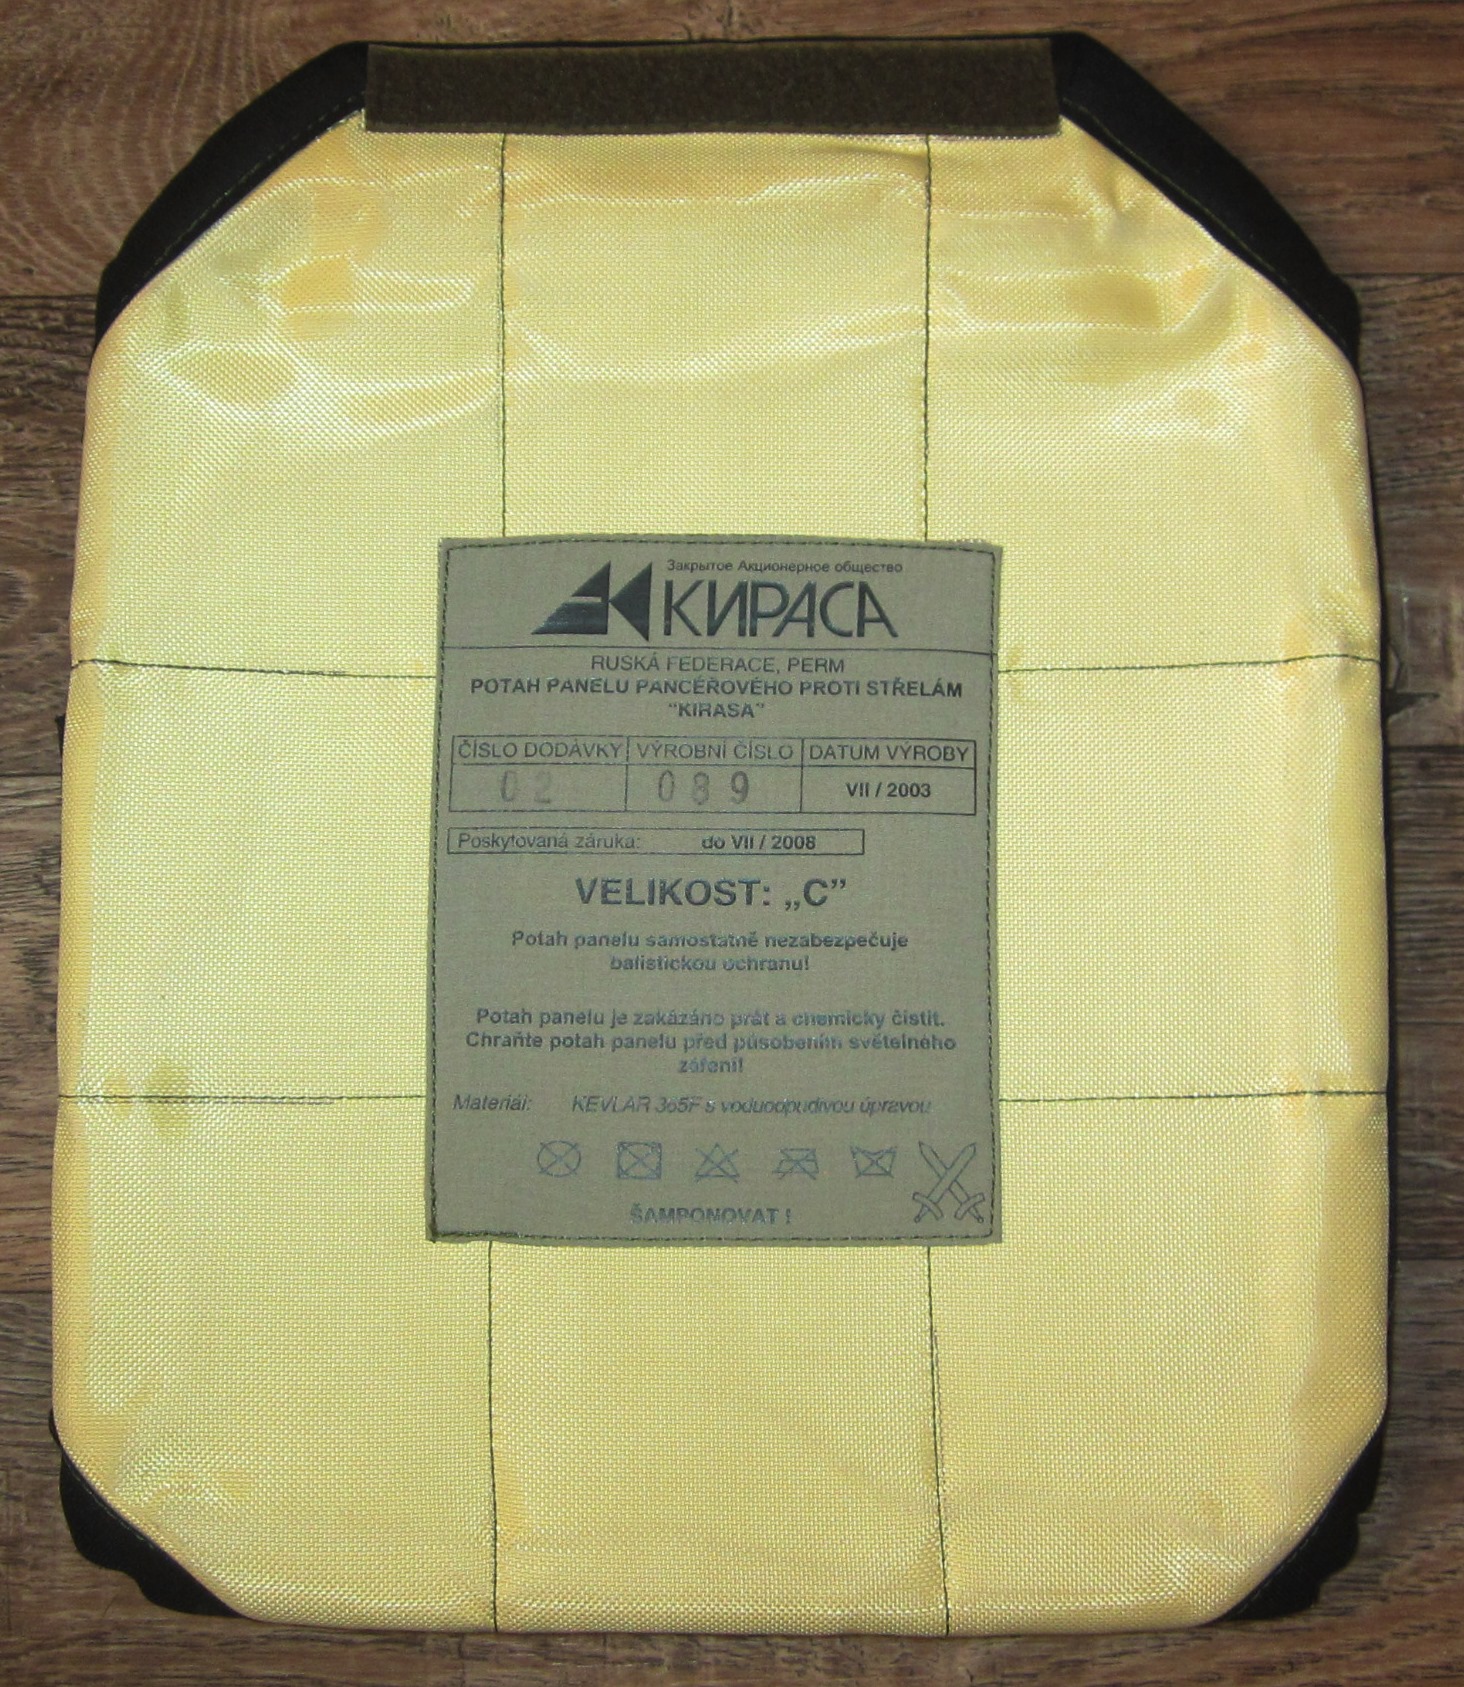 Закрытое Акционерное общество
КИРАСА
RUSKÁ FEDERACE, PERM
POTAH PANELU PANCÉŘOVÉHO PROTI STŘELÁM
"KIRASA"
ČÍSLO DODÁVKY VÝROBNÍ ČÍSLO DATUM VÝROBY
02 089 VII / 2003
Poskytovaná záruka: do VII / 2008
VELIKOST: „C”
Potah panelu samostatně nezabezpečuje
balistickou ochranu!
Potah panelu je zakázáno prát a chemicky čistit.
Chraňte potah panelu před působením světelného
záření!
Materiál: KEVLAR 365F s voduodpudivou úpravou
ŠAMPONOVAT !